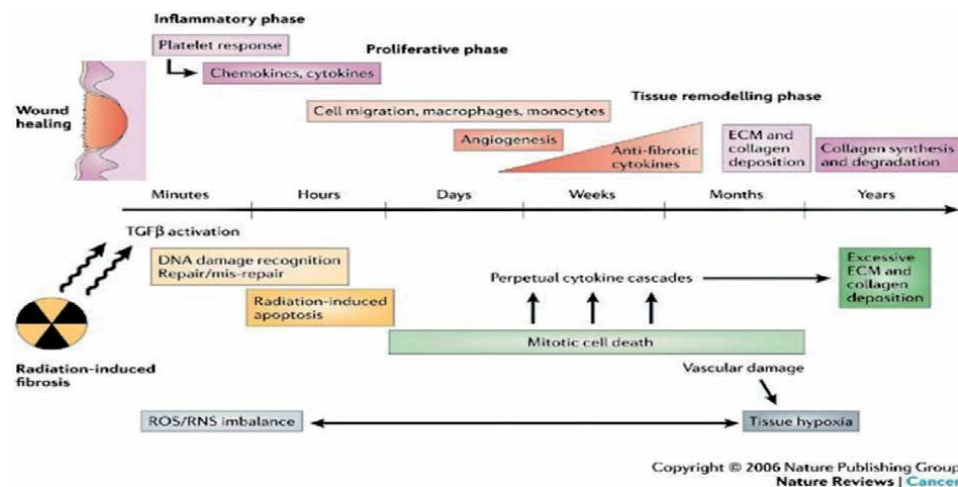 Inflammatory phase
Platelet response
Proliferative phase
Chemokines, cytokines
Wound
healing
Cell migration, macrophages, monocytes
Tissue remodelling phase
Angiogenesis
Anti-fibrotic
cytokines
ECM and
collagen
deposition
Collagen synthesis
and degradation
Minutes
Hours
Days
Weeks
Months
Years
TGFβ activation
DNA damage recognition
Repair/mis-repair
Radiation-induced
apoptosis
Perpetual cytokine cascades
Excessive
ECM and
collagen
deposition
Mitotic cell death
Radiation-induced
fibrosis
Vascular damage
ROS/RNS imbalance
Tissue hypoxia
Copyright © 2006 Nature Publishing Group
Nature Reviews | Cancer